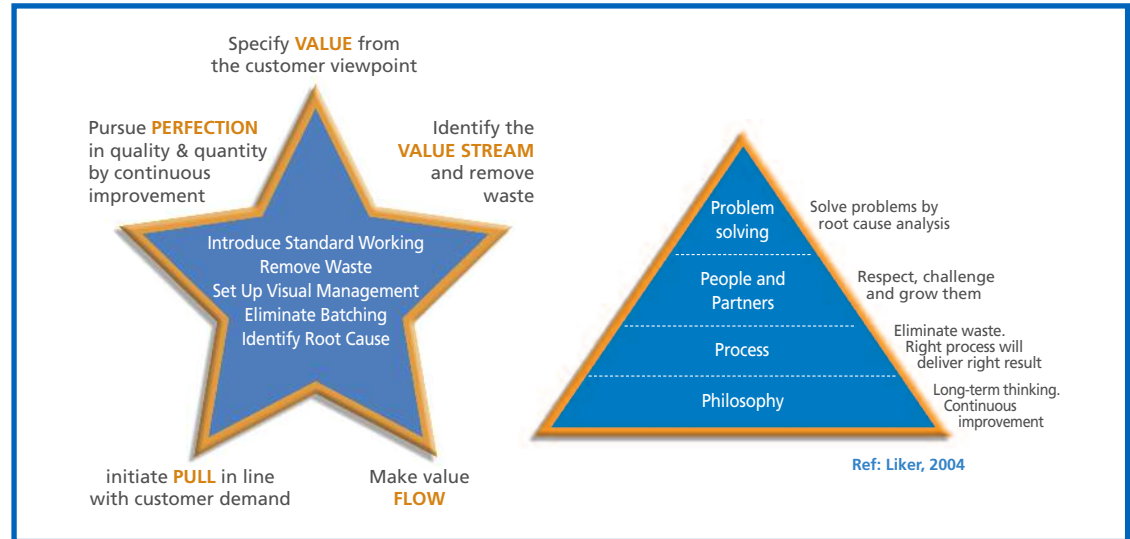 Specify VALUE from
the customer viewpoint
Pursue PERFECTION
in quality & quantity
by continuous
improvement
Identify the
VALUE STREAM
and remove
waste
Introduce Standard Working
Remove Waste
Set Up Visual Management
Eliminate Batching
Identify Root Cause
initiate PULL in line
with customer demand
Make value
FLOW
Problem
solving
Solve problems by
root cause analysis
People and
Partners
Respect, challenge
and grow them
Process
Eliminate waste.
Right process will
deliver right result
Philosophy
Long-term thinking.
Continuous
improvement
Ref: Liker, 2004